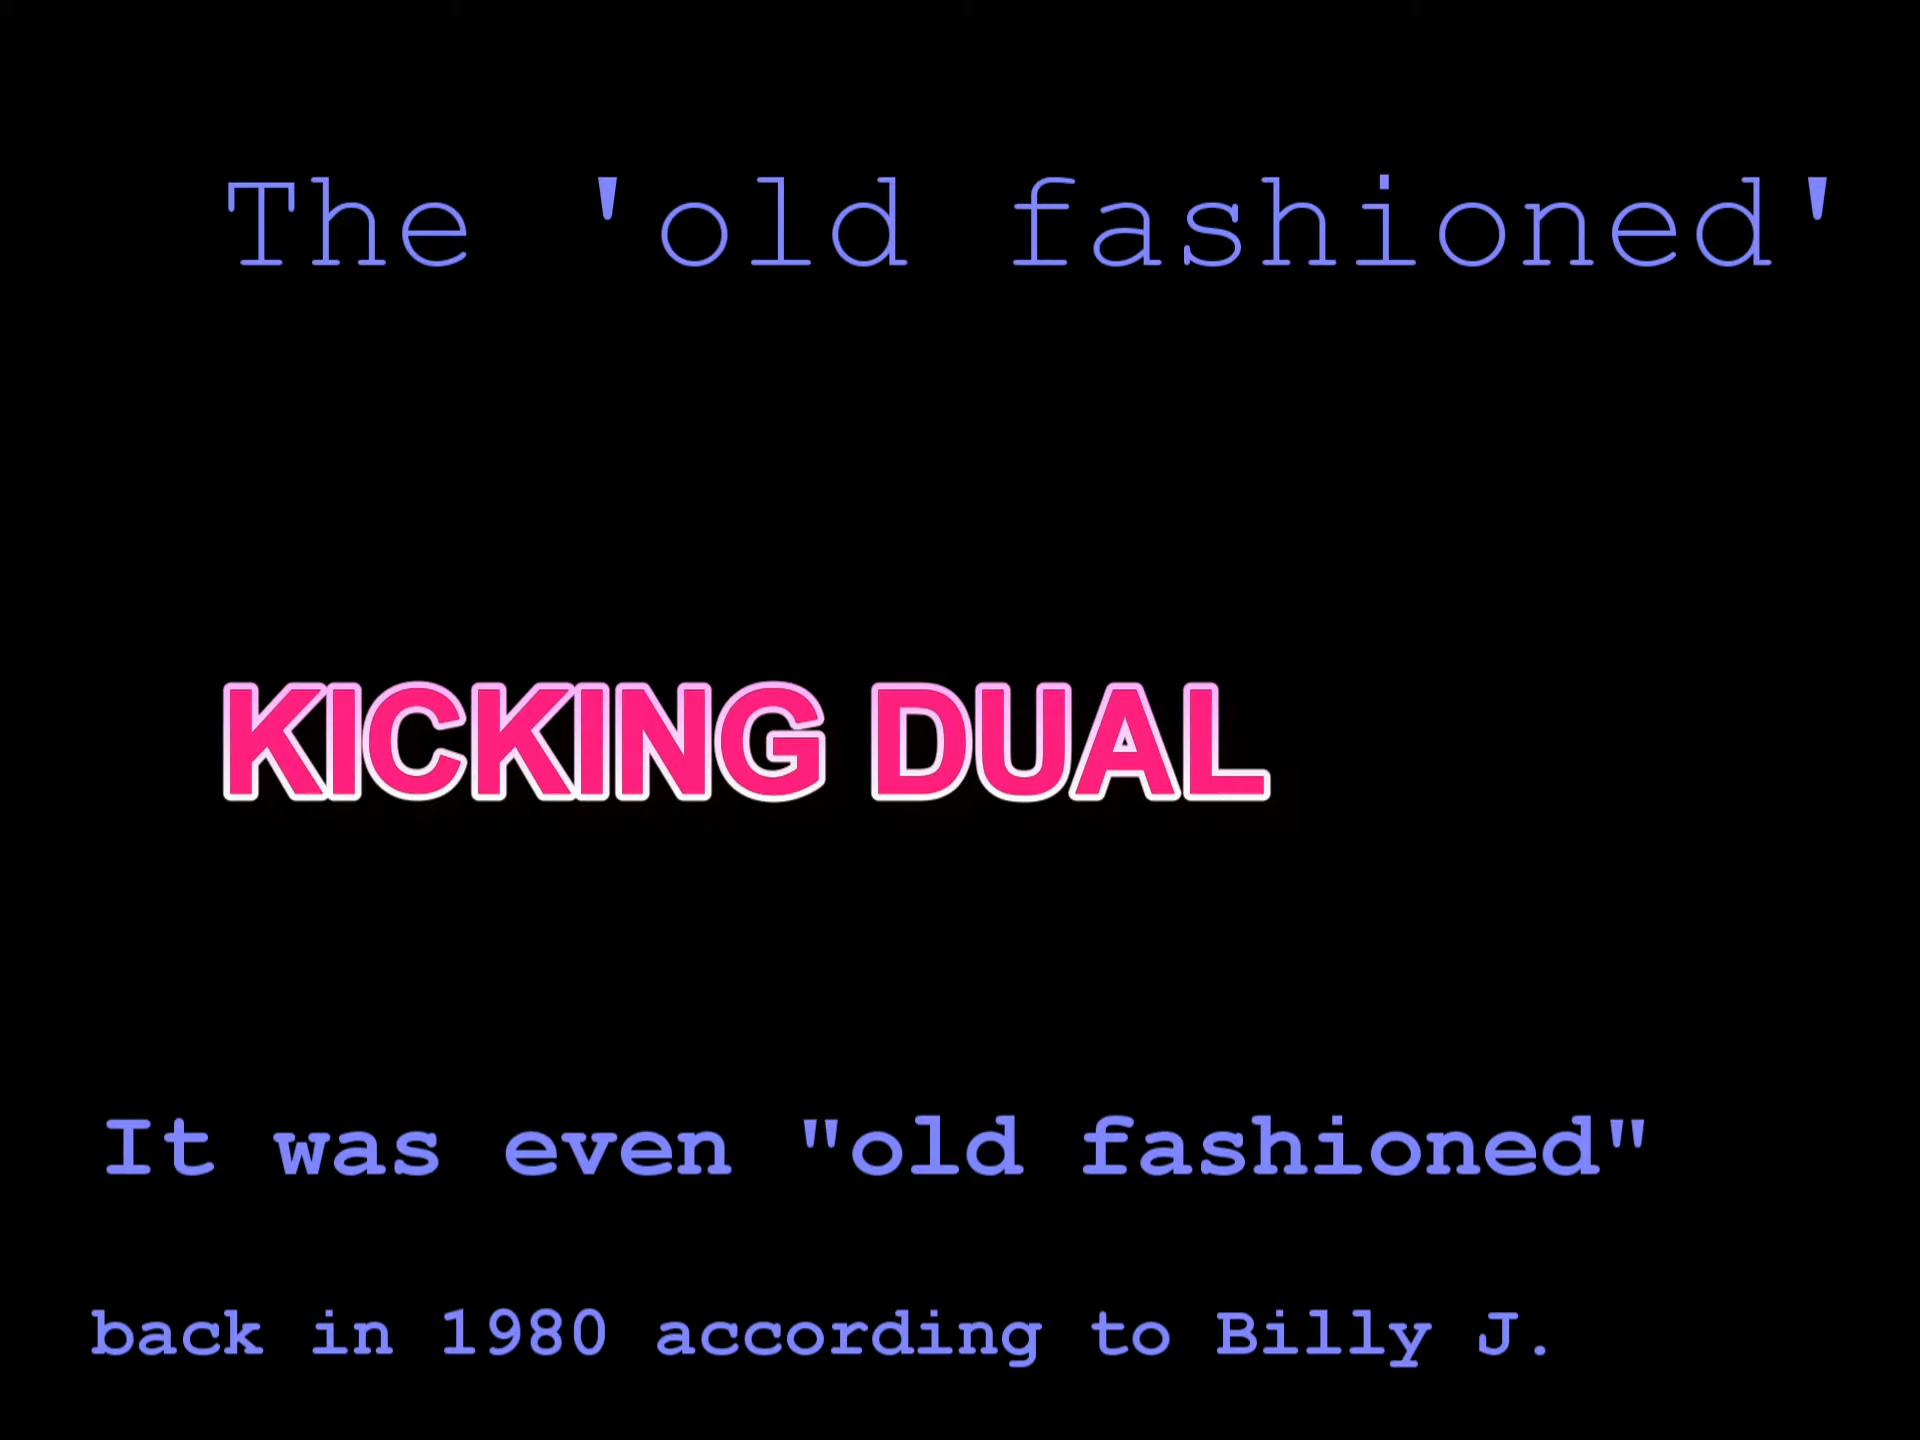 The 'old fashioned'
KICKING DUAL
It was even "old fashioned"
back in 1980 according to Billy J.